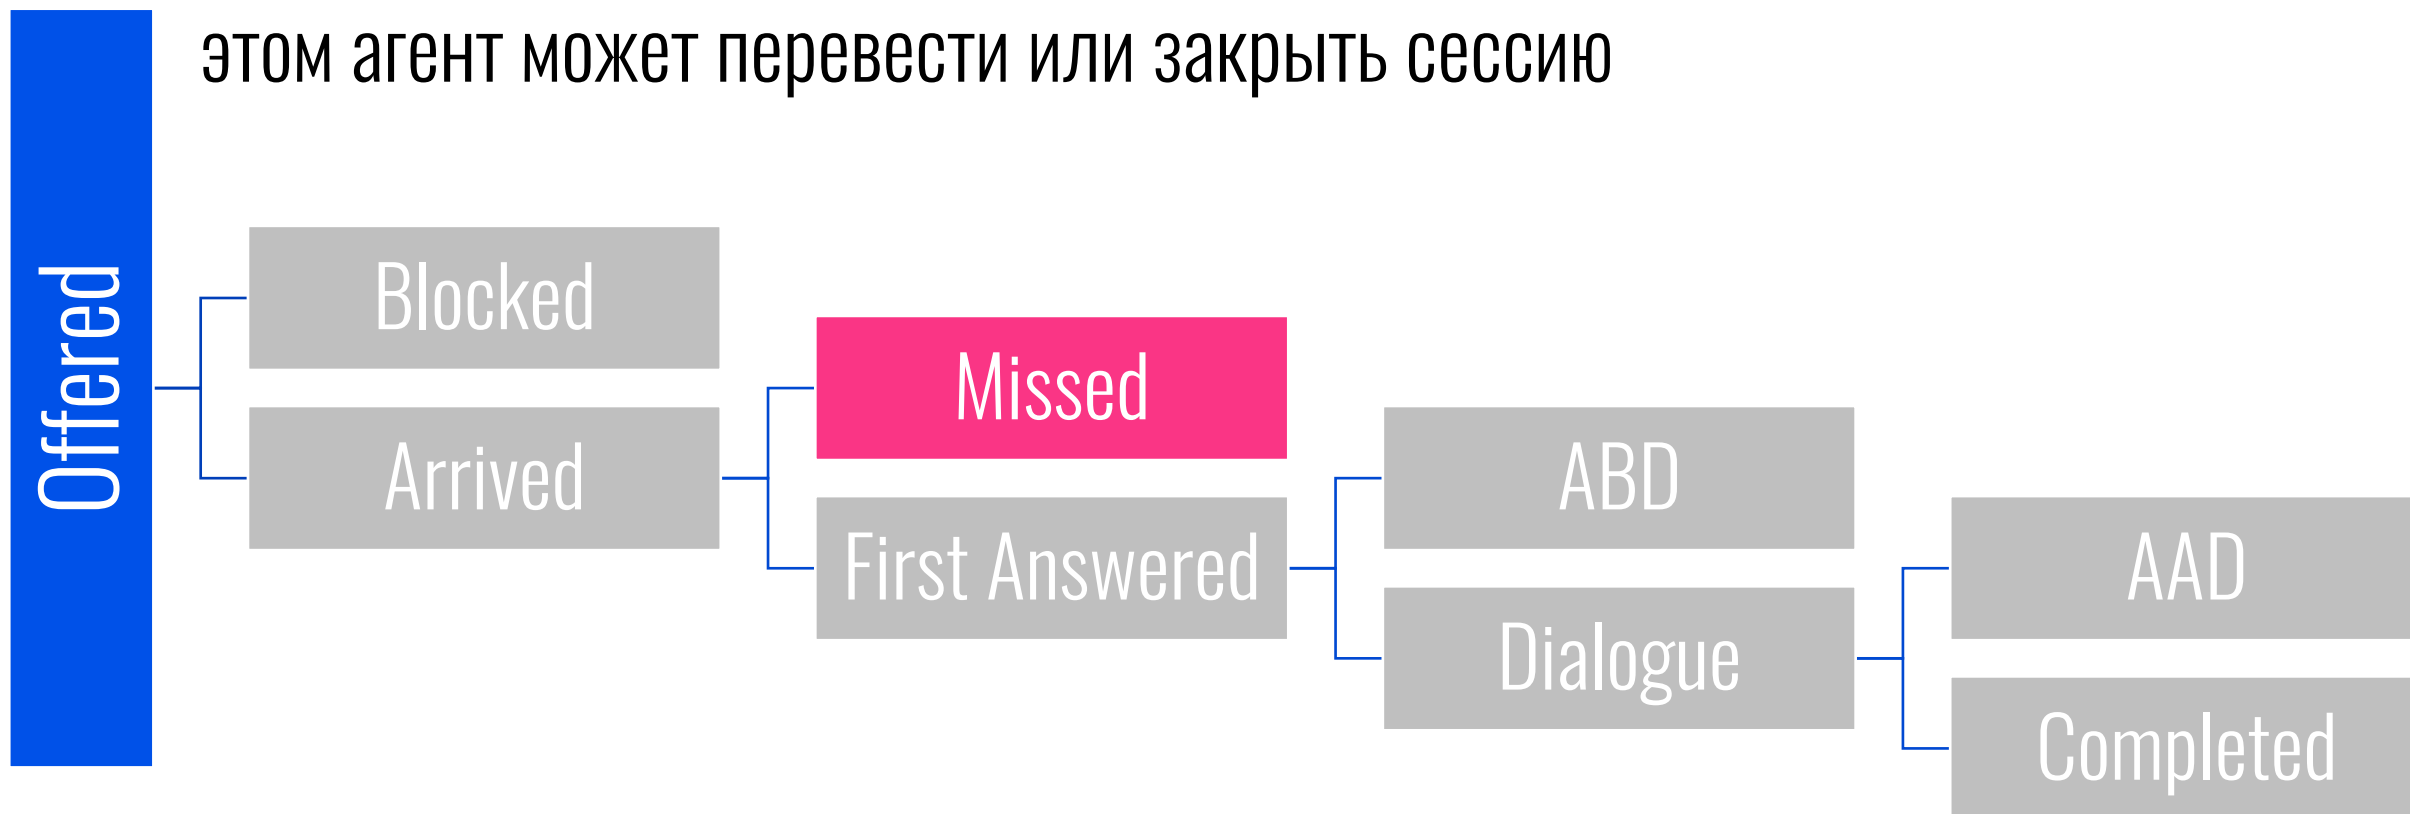 этом агент может перевести или закрыть сессию
Offered
Blocked
Arrived
Missed
First Answered
ABD
Dialogue
AAD
Completed